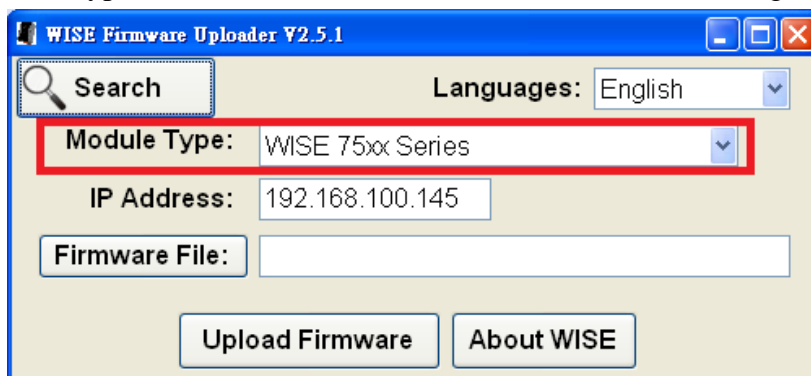 WISE Firmware Uploader V2.5.1
Search Languages: English
Module Type: WISE 75xx Series
IP Address: 192.168.100.145
Firmware File:
Upload Firmware About WISE